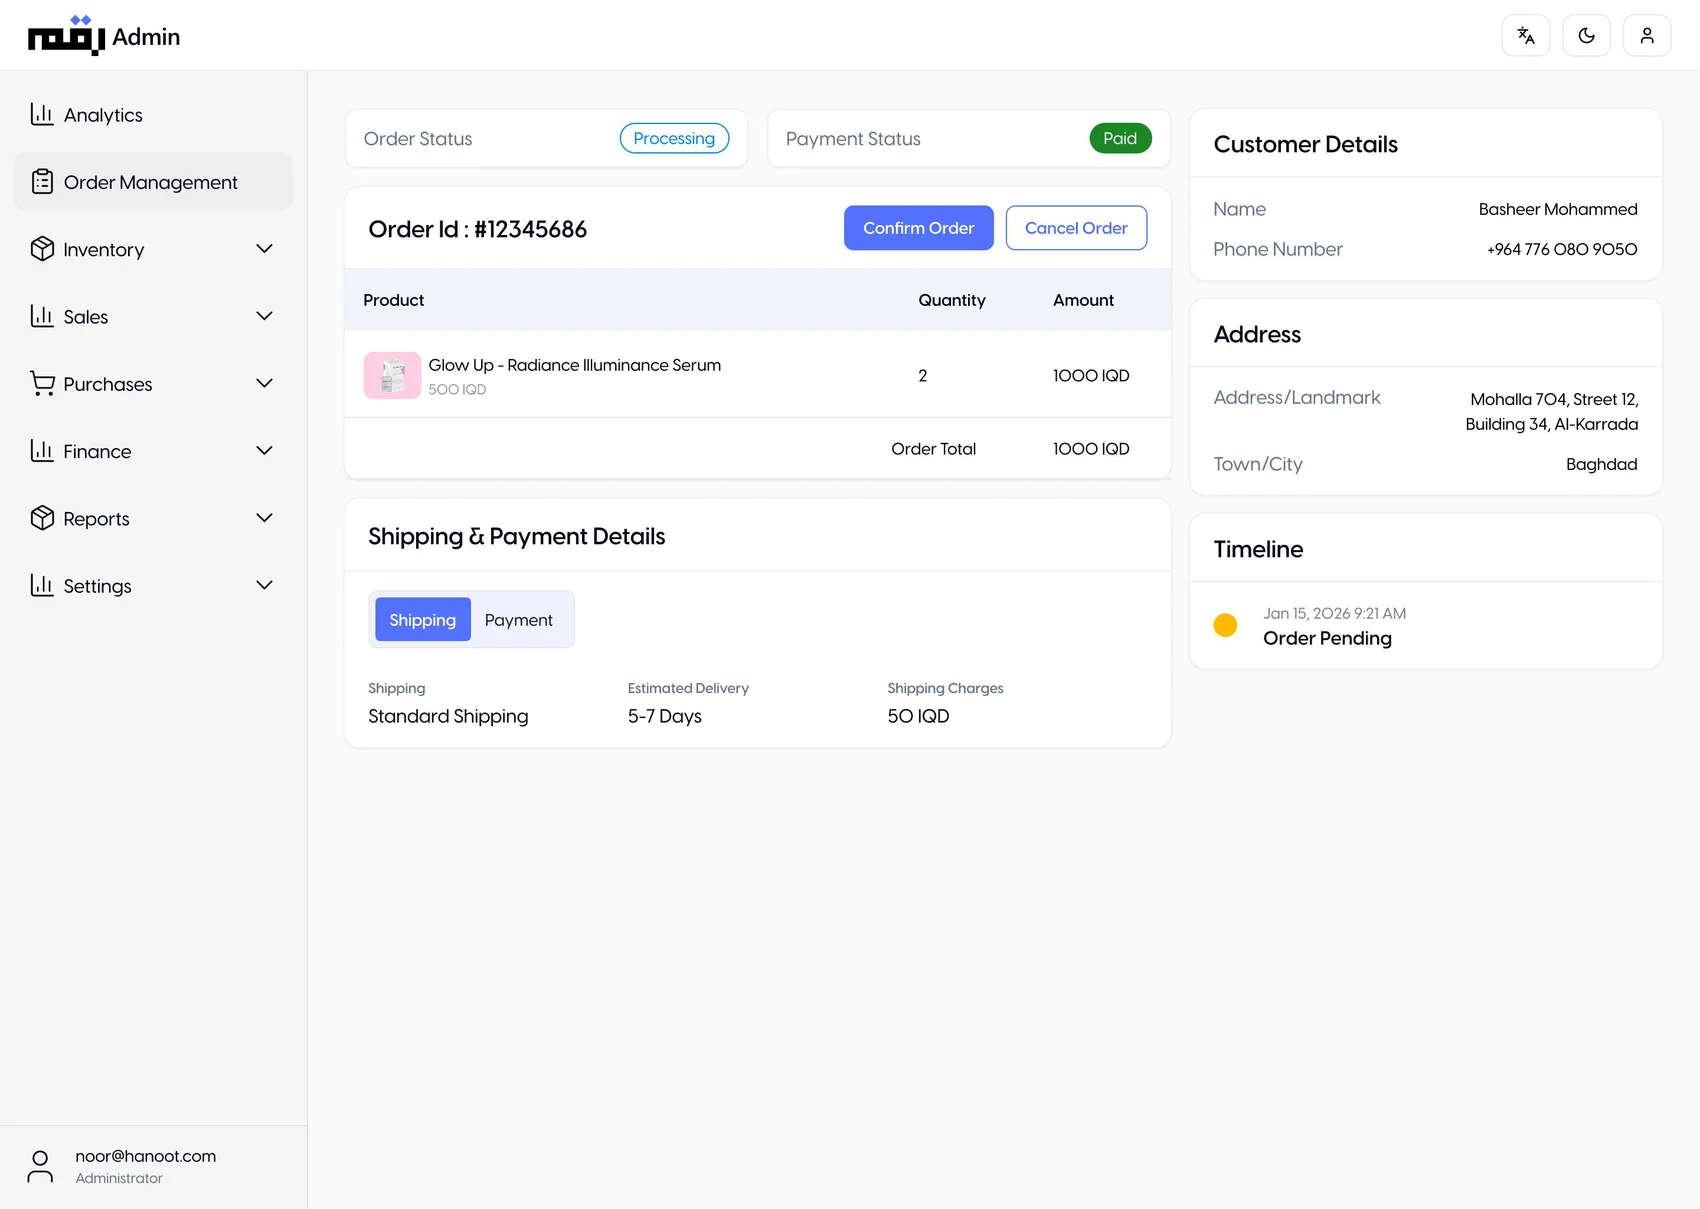 رقمي Admin
Analytics
Order Management
Inventory
Sales
Purchases
Finance
Reports
Settings
noor@hanoot.com
Administrator
Order Status
Processing
Payment Status
Paid
Order Id : #12345686
Confirm Order
Cancel Order
Product Quantity Amount
Glow Up - Radiance Illuminance Serum
500 IQD
2
1000 IQD
Order Total 1000 IQD
Shipping & Payment Details
Shipping Payment
Shipping
Standard Shipping
Estimated Delivery
5-7 Days
Shipping Charges
50 IQD
Customer Details
Name Basheer Mohammed
Phone Number +964 776 080 9050
Address
Address/Landmark Mohalla 704, Street 12,
Building 34, Al-Karrada
Town/City Baghdad
Timeline
Jan 15, 2026 9:21 AM
Order Pending